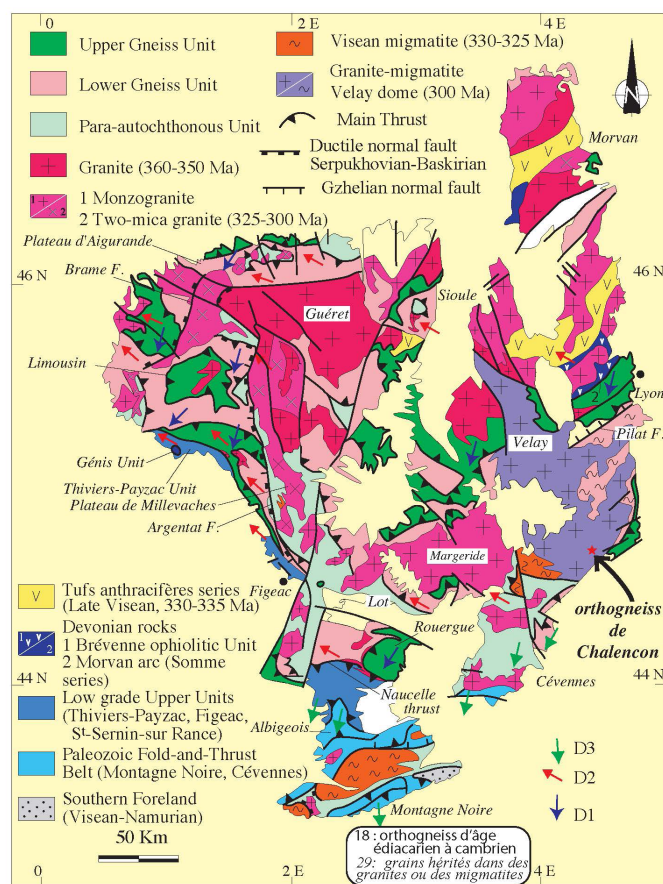 0
2 E
4 E
Upper Gneiss Unit
Lower Gneiss Unit
Para-autochthonous Unit
Granite (360-350 Ma)
1
2
1 Monzogranite
2 Two-mica granite (325-300 Ma)
Visean migmatite (330-325 Ma)
Granite-migmatite
Velay dome (300 Ma)
Main Thrust
Ductile normal fault
Serpukhovian-Baskirian
Gzhelian normal fault
N
Morvan
Plateau d'Aigurande
46 N
Brame F.
46 N
Sioule
Guéret
Limousin
2
Lyon
Velay
Pilat F.
Génis Unit
Thiviers-Payzac Unit
Plateau de Millevaches
Argentat F.
Margeride
Figeac
Lot
Rouergue
orthogneiss
de
Chalencon
V
Tufs anthracifères series
(Late Visean, 330-335 Ma)
1
2
Devonian rocks
1 Brévenne ophiolitic Unit
2 Morvan arc (Somme
series)
44 N
44 N
Cévennes
Naucelle
thrust
Low grade Upper Units
(Thiviers-Payzac, Figeac,
St-Sernin-sur Rance)
Albigeois
Paleozoic Fold-and-Thrust
Belt (Montagne Noire, Cévennes)
D3
D2
D1
Southern Foreland
(Visean-Namurian)
Montagne Noire
50 Km
18 : orthogneiss d'âge
édiacarien à cambrien
29: grains hérités dans des
granites ou des migmatites
0
2 E
4 E